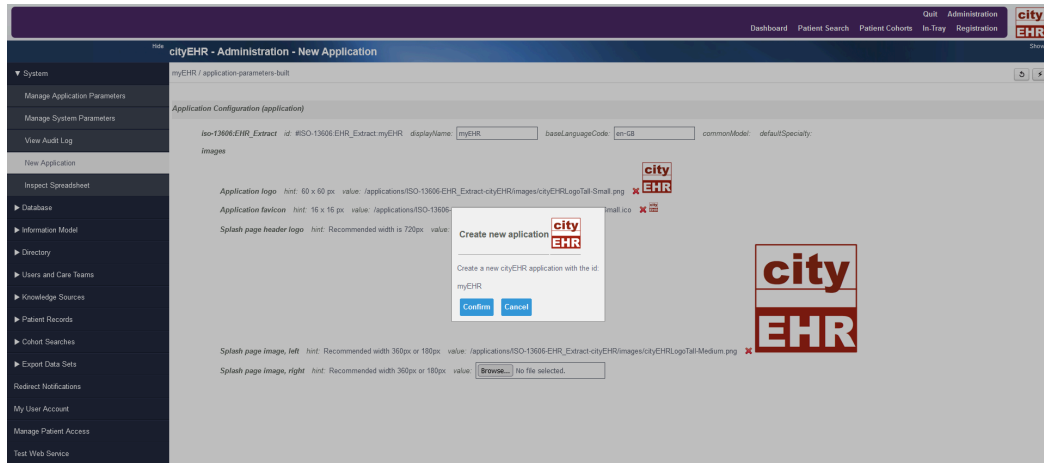 Quit Administration
Dashboard Patient Search Patient Cohorts In-Tray Registration
city
EHR
Hide
cityEHR - Administration - New Application
Show
▼ System
myEHR / application-parameters-built
Manage Application Parameters
Application Configuration (application)
Manage System Parameters
iso-13606:EHR_Extract id: #ISO-13606:EHR_Extract:myEHR displayName: myEHR baseLanguageCode: en-GB commonModel: defaultSpecialty:
View Audit Log
images
New Application
city
EHR
Inspect Spreadsheet
Application logo hint: 60 x 60 px value: /applications/ISO-13606-EHR_Extract-cityEHR/images/cityEHRLogoTall-Small.png
► Database
Application favicon hint: 16 x 16 px value: /applications/ISO-13606- mall.ico
► Information Model
Splash page header logo hint: Recommended width is 720px value:
Create new aplication
city
EHR
► Directory
► Users and Care Teams
Create a new cityEHR application with the id:
myEHR
► Knowledge Sources
Confirm Cancel
► Patient Records
city
EHR
► Cohort Searches
Splash page image, left hint: Recommended width 360px or 180px value: /applications/ISO-13606-EHR_Extract-cityEHR/images/cityEHRLogoTall-Medium.png
► Export Data Sets
Splash page image, right hint: Recommended width 360px or 180px value: Browse... No file selected.
Redirect Notifications
My User Account
Manage Patient Access
Test Web Service